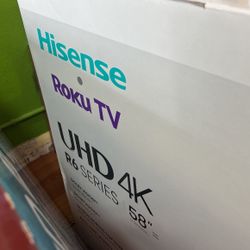 Hisense
Roku TV
UHD 4K
R6 SERIES 58"